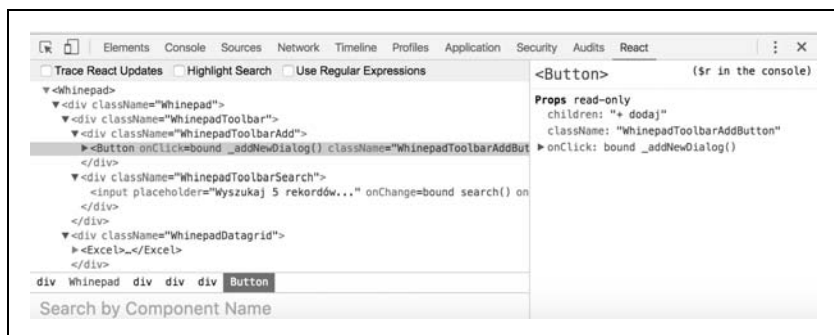 Elements Console Sources Network Timeline Profiles Application Security Audits React
Trace React Updates Highlight Search Use Regular Expressions
<Whinepad>
<div className="Whinepad">
<div className="WhinepadToolbar">
<div className="WhinepadToolbarAdd">
<Button onClick=bound _addNewDialog() className="WhinepadToolbarAddBut
</div>
<div className="WhinepadToolbarSearch">
<input placeholder="Wyszukaj 5 rekordów..." onChange=bound search() on
</div>
</div>
<div className="WhinepadDatagrid">
<Excel>…</Excel>
</div>
div Whinepad div div div Button
Search by Component Name
<Button> ($r in the console)
Props read-only
children: "+ dodaj"
className: "WhinepadToolbarAddButton"
onClick: bound _addNewDialog()